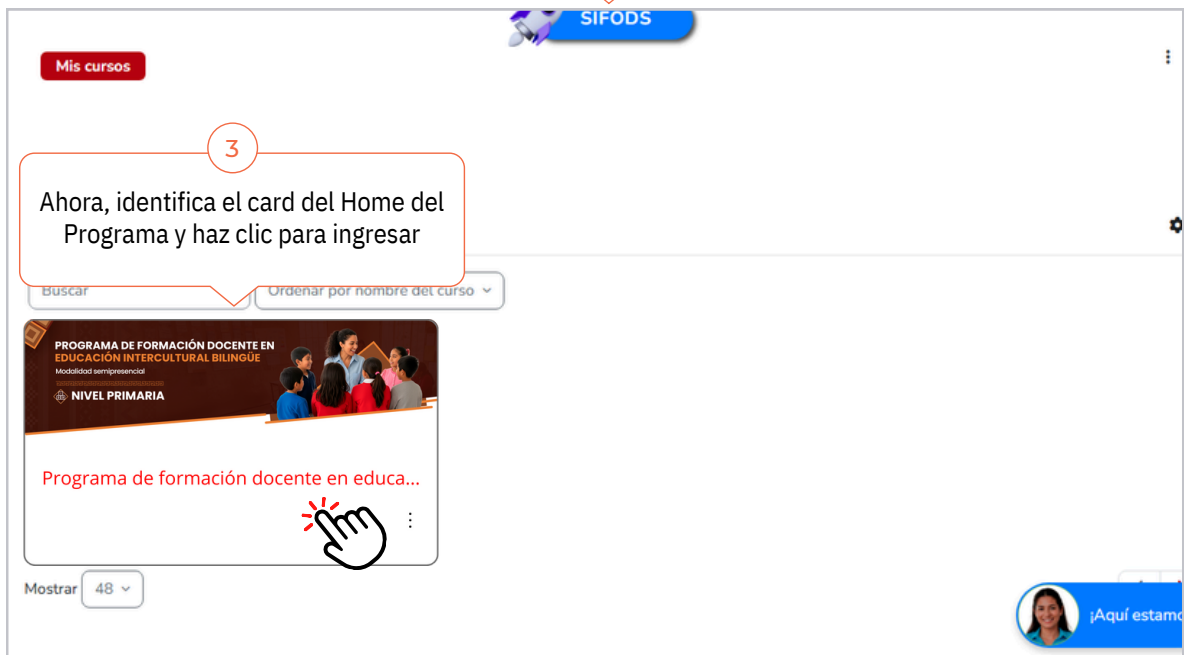 SIFODS
Mis cursos
3
Ahora, identifica el card del Home del
Programa y haz clic para ingresar
Buscar
Ordenar por nombre del curso
PROGRAMA DE FORMACIÓN DOCENTE EN
EDUCACIÓN INTERCULTURAL BILINGÜE
Modalidad semipresencial
NIVEL PRIMARIA
Programa de formación docente en educa...
Mostrar 48
¡Aquí estamo